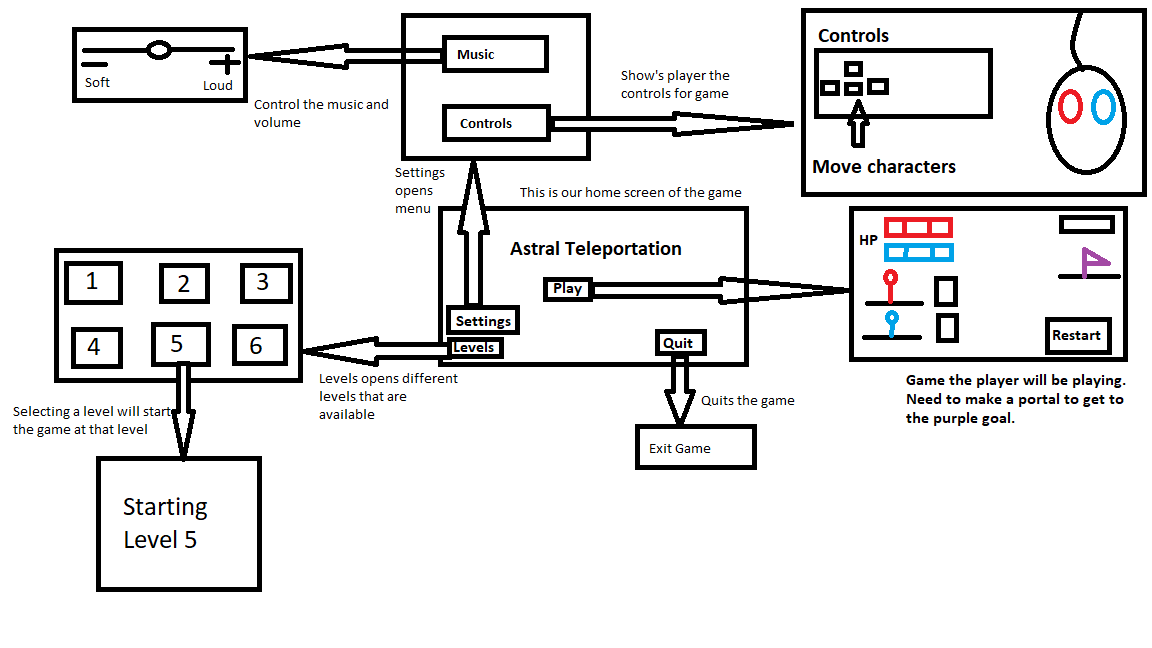 Music
Controls
Soft
Loud
Control the music and
volume
Show's player the
controls for game
Controls
Move characters
Settings
opens
menu
This is our home screen of the game
Astral Teleportation
Play
Settings
Levels
Quit
HP
Restart
1
2
3
4
5
6
Levels opens different
levels that are
available
Quits the game
Exit Game
Game the player will be playing.
Need to make a portal to get to
the purple goal.
Selecting a level will start
the game at that level
Starting
Level 5